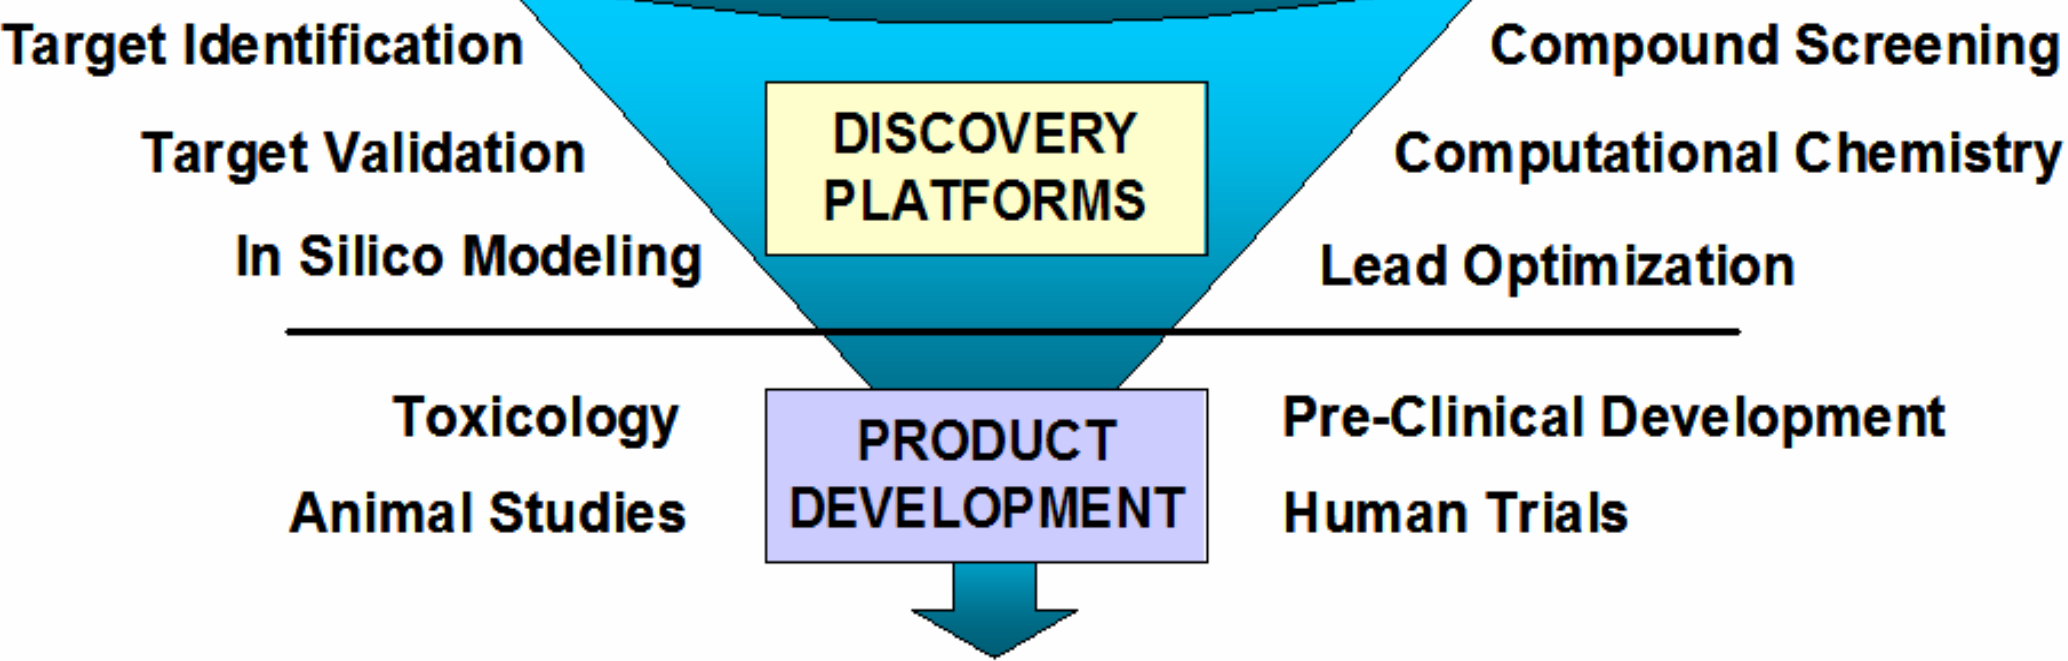 Target Identification
Compound Screening
DISCOVERY
PLATFORMS
Target Validation
Computational Chemistry
In Silico Modeling
Lead Optimization
Toxicology
Pre-Clinical Development
PRODUCT
DEVELOPMENT
Animal Studies
Human Trials